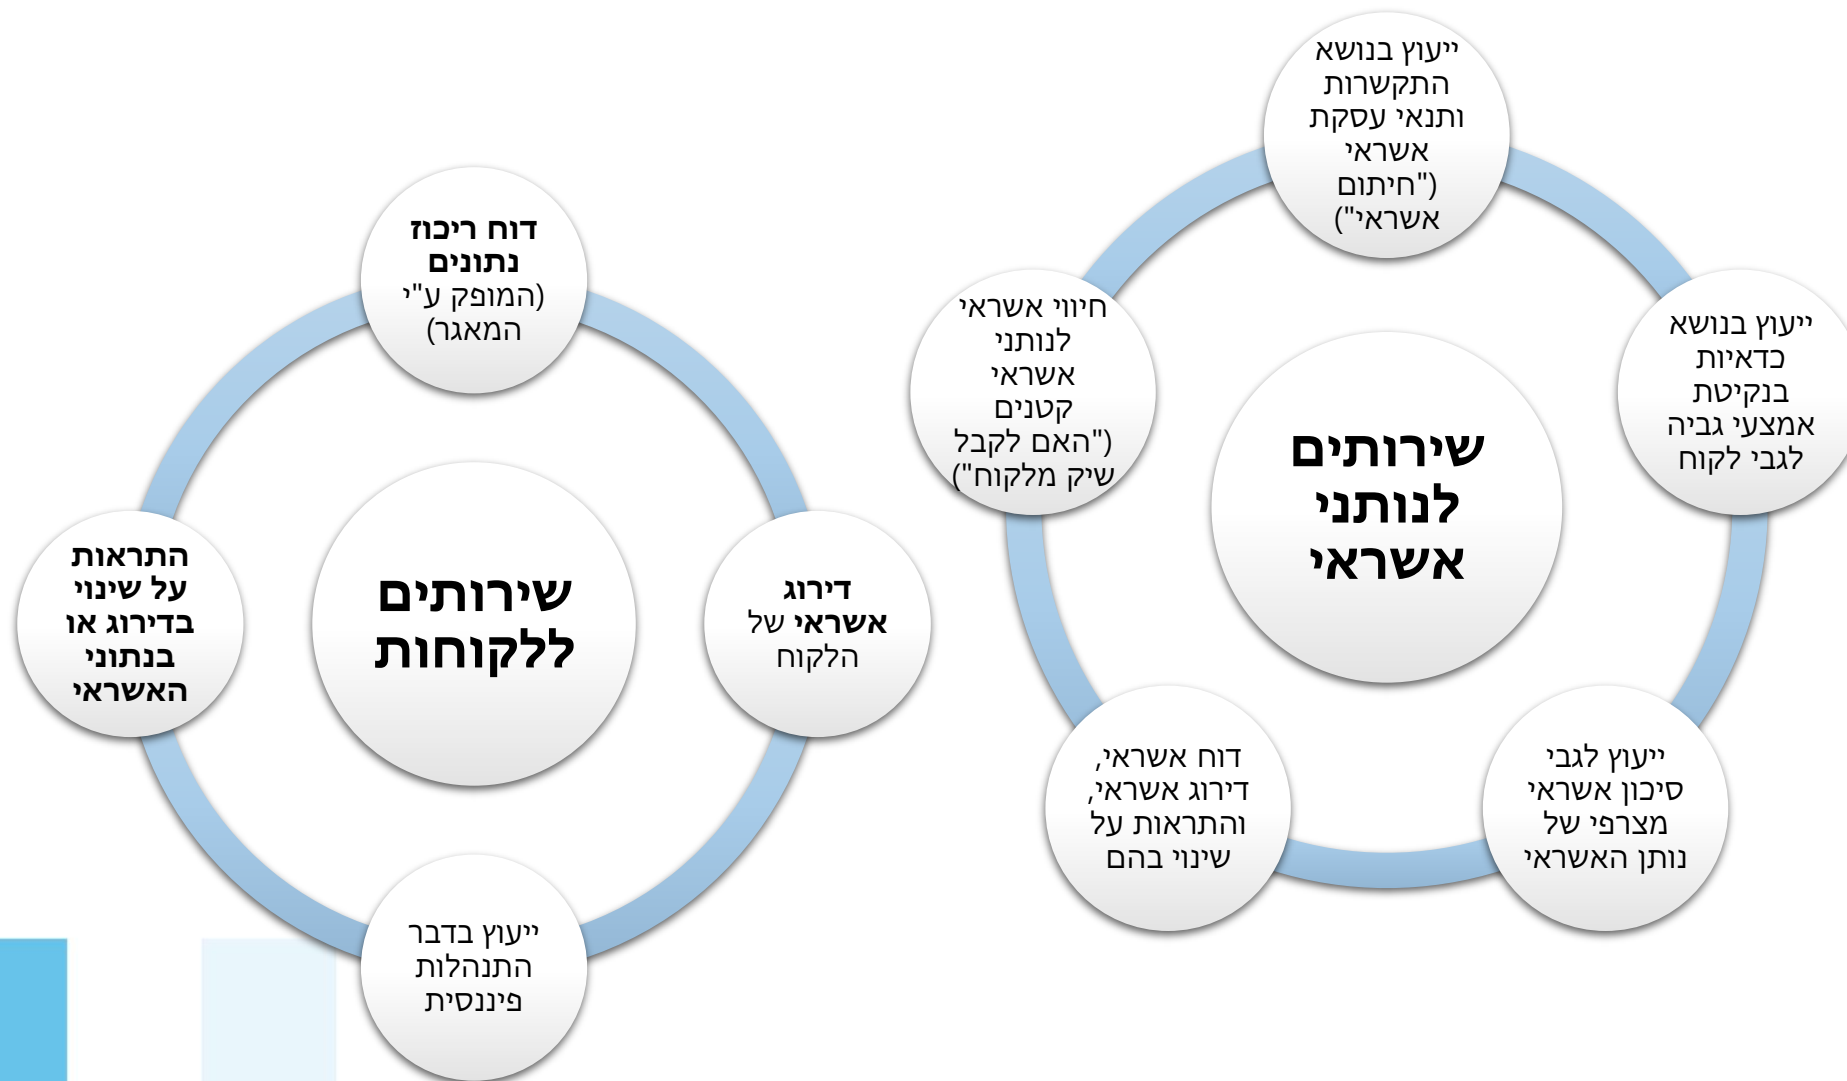 ייעוץ בנושא
התקשרות
ותנאי עסקת
אשראי
("חיתום
אשראי")
ייעוץ בנושא
כדאיות
בנקיטת
אמצעי גביה
לגבי לקוח
ייעוץ לגבי
סיכון אשראי
מצרפי של
נותן האשראי
דוח אשראי,
דירוג אשראי,
והתראות על
שינוי בהם
חיווי אשראי
לנותני
אשראי
קטנים
("האם לקבל
שיק מלקוח")
שירותים
לנותני
אשראי
דוח ריכוז
נתונים
(המופק ע"י
המאגר)
דירוג
אשראי של
הלקוח
ייעוץ בדבר
התנהלות
פיננסית
התראות
על שינוי
בדירוג או
בנתוני
האשראי
שירותים
ללקוחות